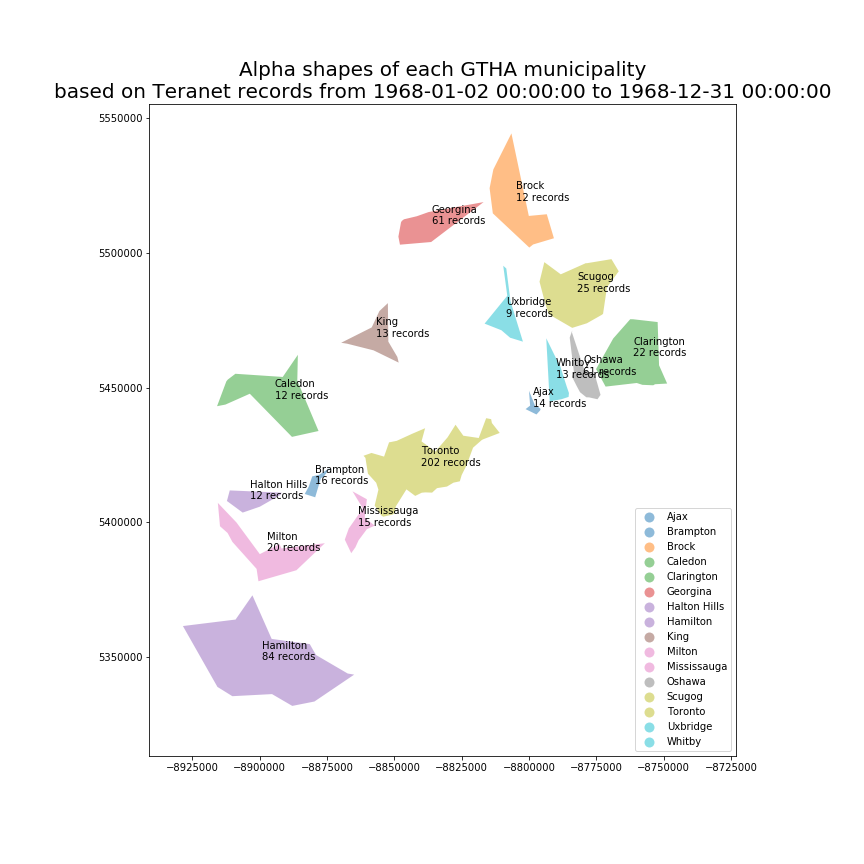 Alpha shapes of each GTHA municipality
based on Teranet records from 1968-01-02 00:00:00 to 1968-12-31 00:00:00
5550000
5500000
5450000
5400000
5350000
Brock
12 records
Georgina
61 records
Scugog
25 records
Uxbridge
9 records
King
13 records
Clarington
22 records
Whitby
13 records
Oshawa
61 records
Caledon
12 records
Ajax
14 records
Toronto
202 records
Brampton
16 records
Halton Hills
12 records
Mississauga
15 records
Milton
20 records
Hamilton
84 records
Ajax
Brampton
Brock
Caledon
Clarington
Georgina
Halton Hills
Hamilton
King
Milton
Mississauga
Oshawa
Scugog
Toronto
Uxbridge
Whitby
−8925000 −8900000 −8875000 −8850000 −8825000 −8800000 −8775000 −8750000 −8725000